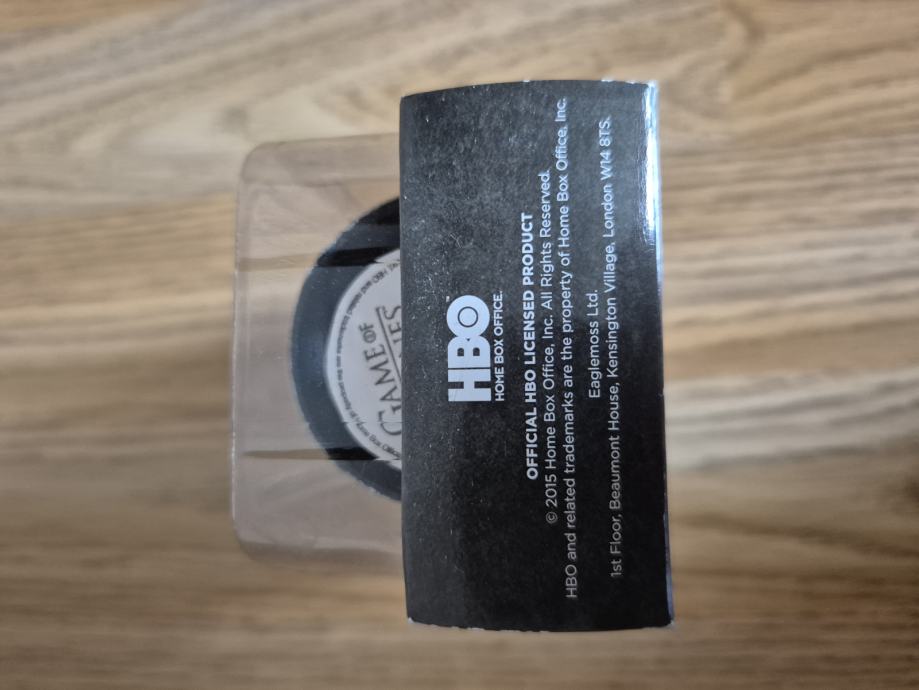 HBO™
HOME BOX OFFICE.
OFFICIAL HBO LICENSED PRODUCT
© 2015 Home Box Office, Inc. All Rights Reserved.
HBO and related trademarks are the property of Home Box Office, Inc.
Eaglemoss Ltd.
1st Floor, Beaumont House, Kensington Village, London W14 8TS.
GAME OF